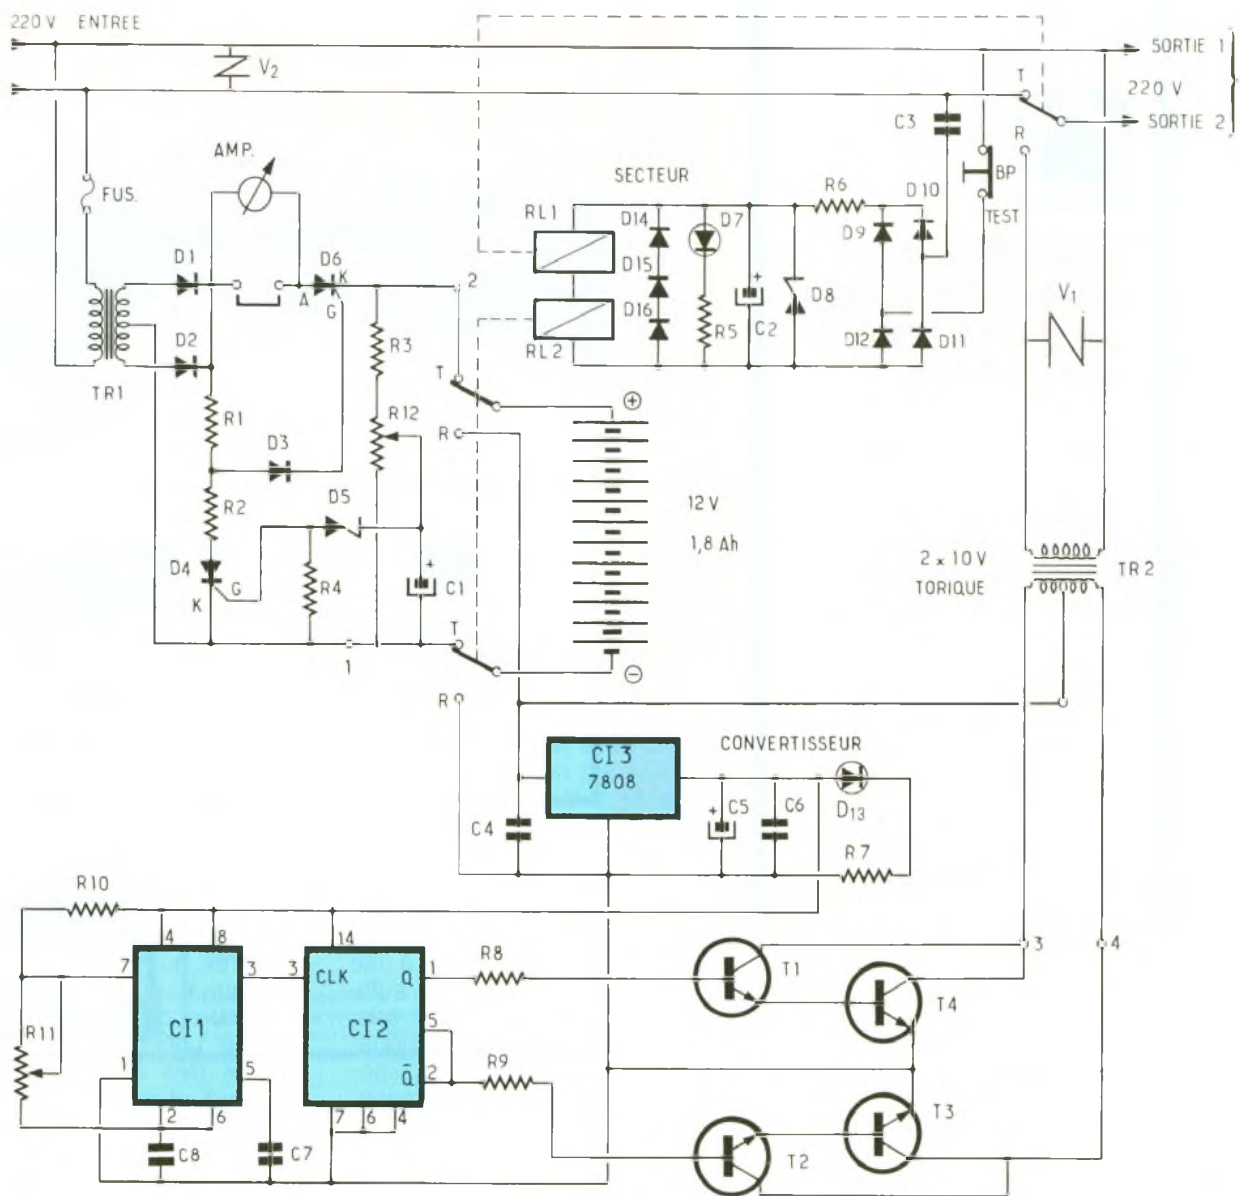 220 V ENTREE
SORTIE 1
V2
T
220 V
SORTIE 2
C3
R
AMP.
FUS.
SECTEUR
R6
D10
BP
TEST
RL1
D14
D7
D9
D1
D6
K
2
D15
+
D8
V1
A
G
D16
R5
C2
D12
D11
RL2
D2
R3
TR1
T
+
R1
R12
R
D3
12 V
1,8 Ah
R2
D5
2 x 10 V
TORIQUE
TR 2
D4
G
K
R4
+
C1
T
1
−
R
CI 3
7808
CONVERTISSEUR
C4
+
C5
C6
D13
R7
R10
4
8
14
3
4
7
3
3
CLK
Q
1
R8
T1
T4
R11
CI1
CI2
5
1
5
Q̄
2
R9
2
6
7
6
4
T3
C8
C7
T2